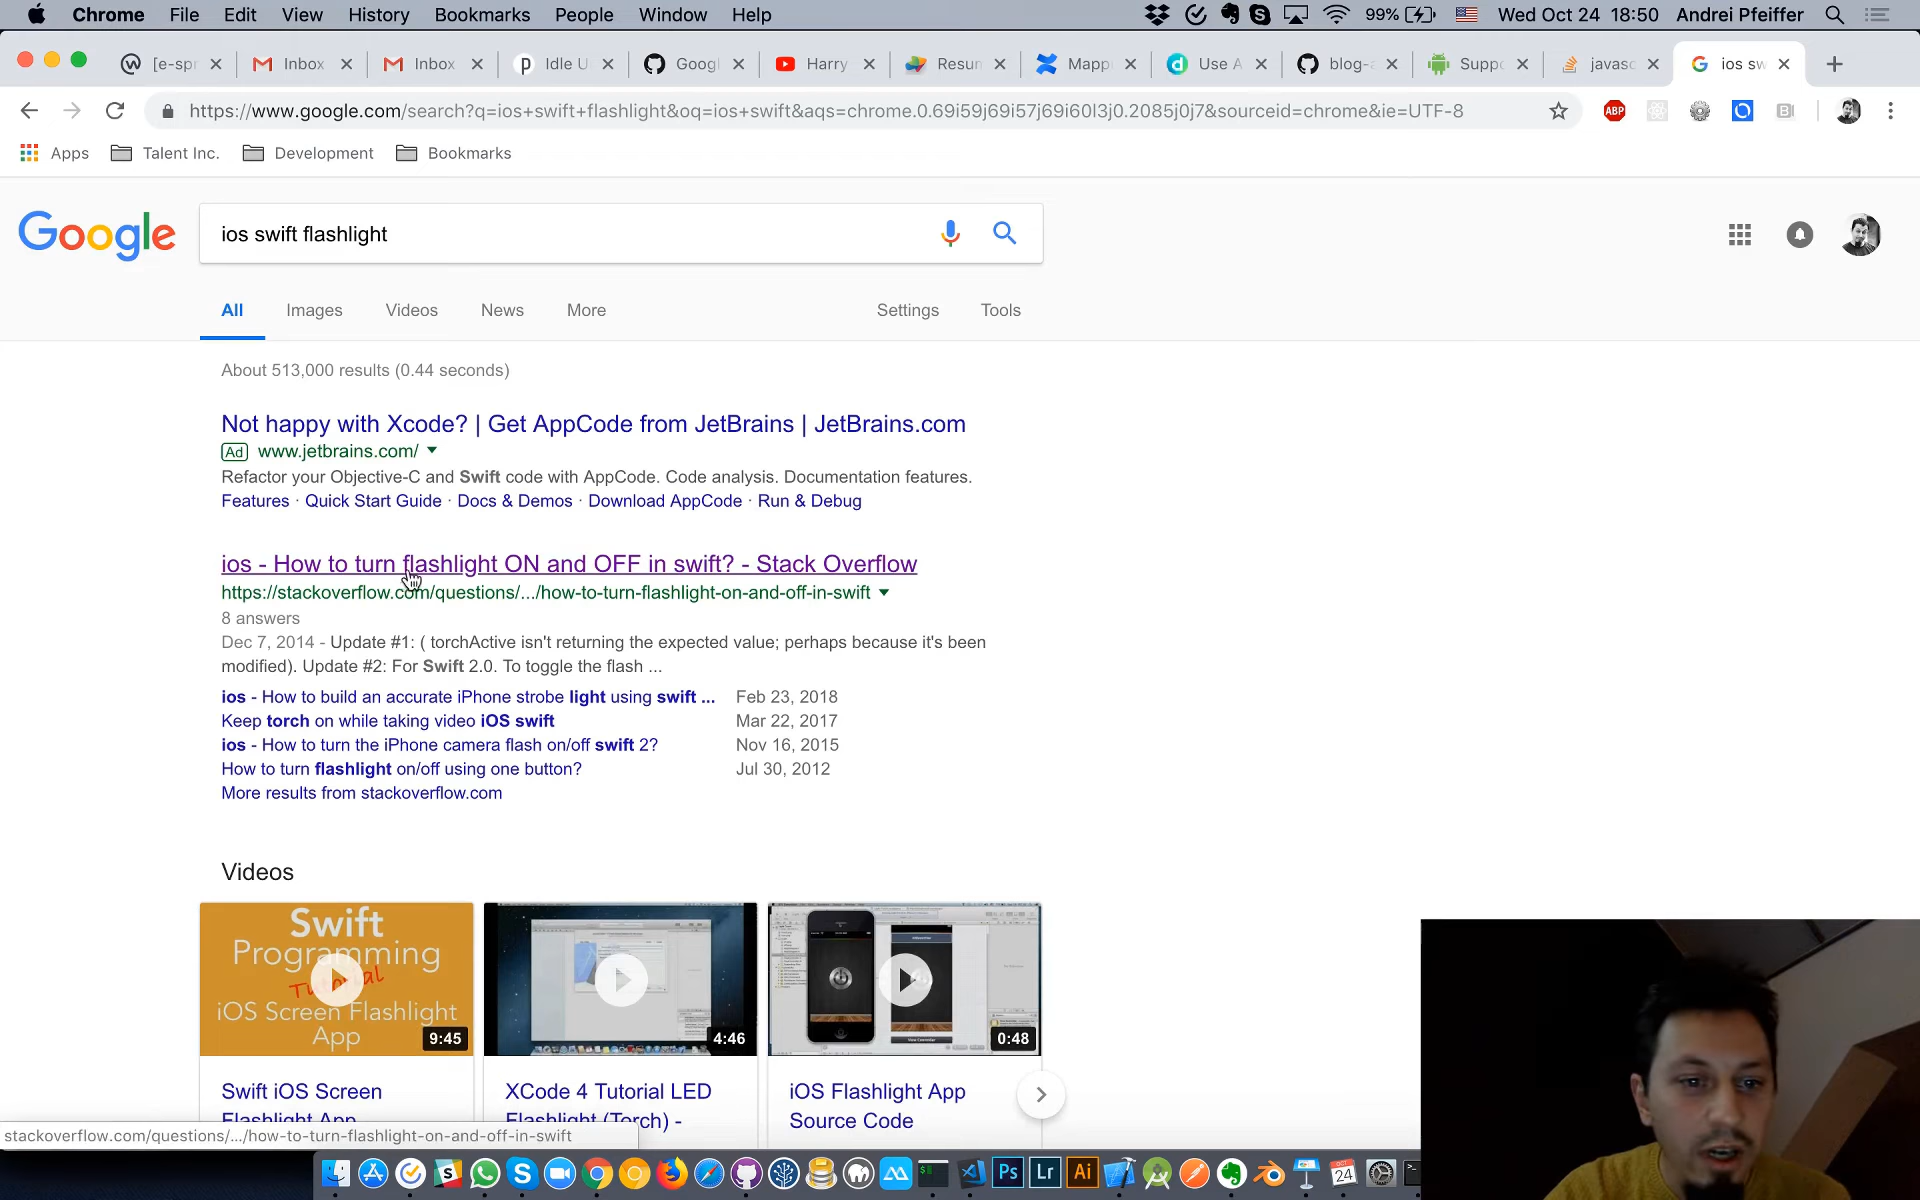 Chrome File Edit View History Bookmarks People Window Help 99% Wed Oct 24 18:50 Andrei Pfeiffer
[e-spr Inbox Inbox Idle U Googl Harry Resun Mapp Use A blog- Suppo javasc ios sw
https://www.google.com/search?q=ios+swift+flashlight&oq=ios+swift&aqs=chrome.0.69i59j69i57j69i60l3j0.2085j0j7&sourceid=chrome&ie=UTF-8 ABP
Apps Talent Inc. Development Bookmarks
Google ios swift flashlight
All Images Videos News More Settings Tools
About 513,000 results (0.44 seconds)
Not happy with Xcode? | Get AppCode from JetBrains | JetBrains.com
Ad www.jetbrains.com/
Refactor your Objective-C and Swift code with AppCode. Code analysis. Documentation features.
Features · Quick Start Guide · Docs & Demos · Download AppCode · Run & Debug
ios - How to turn flashlight ON and OFF in swift? - Stack Overflow
https://stackoverflow.com/questions/.../how-to-turn-flashlight-on-and-off-in-swift
8 answers
Dec 7, 2014 - Update #1: ( torchActive isn't returning the expected value; perhaps because it's been
modified). Update #2: For Swift 2.0. To toggle the flash ...
ios - How to build an accurate iPhone strobe light using swift ... Feb 23, 2018
Keep torch on while taking video iOS swift Mar 22, 2017
ios - How to turn the iPhone camera flash on/off swift 2? Nov 16, 2015
How to turn flashlight on/off using one button? Jul 30, 2012
More results from stackoverflow.com
Videos
Swift
Programming
Tutorial
iOS Screen Flashlight
App
9:45 4:46 0:48
Swift iOS Screen XCode 4 Tutorial LED iOS Flashlight App
Flashlight App Flashlight (Torch) - Source Code
stackoverflow.com/questions/.../how-to-turn-flashlight-on-and-off-in-swift
Ps Lr Ai 24